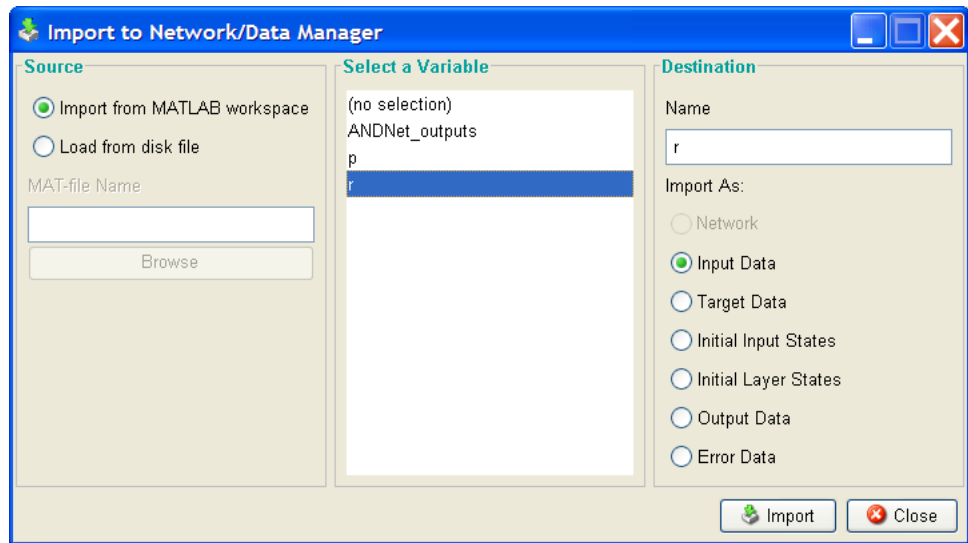 Import to Network/Data Manager
Source
Import from MATLAB workspace
Load from disk file
MAT-file Name
Browse
Select a Variable
(no selection)
ANDNet_outputs
p
r
Destination
Name
r
Import As:
Network
Input Data
Target Data
Initial Input States
Initial Layer States
Output Data
Error Data
Import
Close